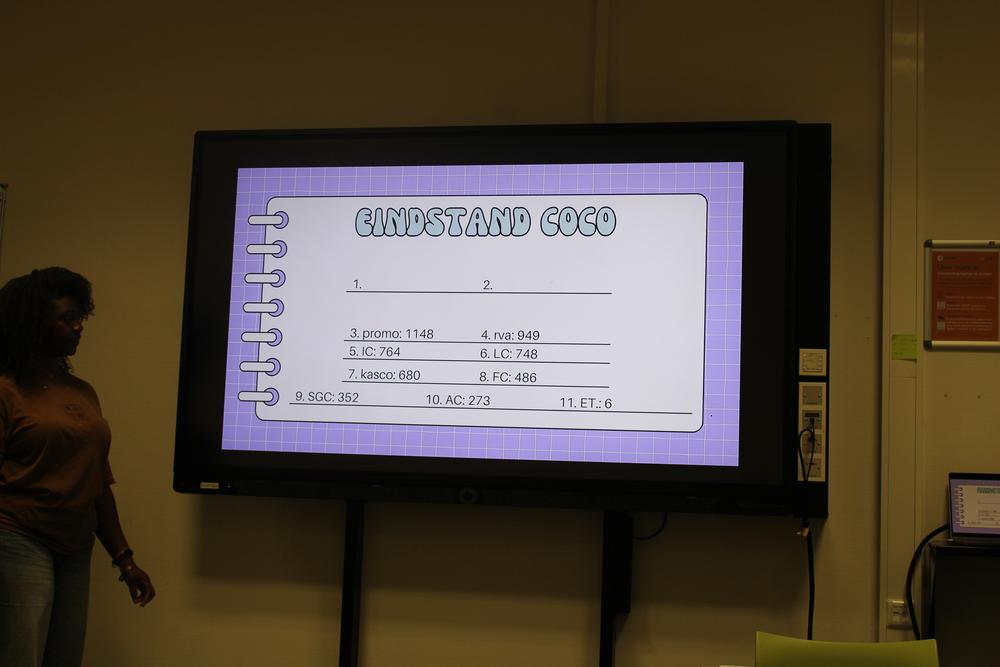 EINDSTAND COCO
1. 2.
3. promo: 1148 4. rva: 949
5. IC: 764 6. LC: 748
7. kasco: 680 8. FC: 486
9. SGC: 352 10. AC: 273 11. ET.: 6